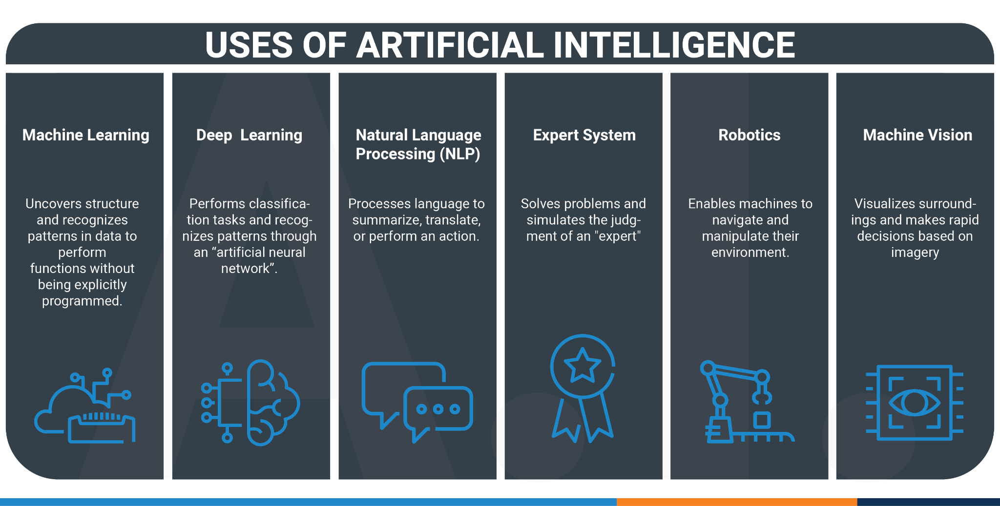 USES OF ARTIFICIAL INTELLIGENCE
Machine Learning
Uncovers structure
and recognizes
patterns in data to
perform
functions without
being explicitly
programmed.
Deep  Learning
Performs classifica-
tion tasks and recog-
nizes patterns through
an “artificial neural
network”.
Natural Language
Processing (NLP)
Processes language to
summarize, translate,
or perform an action.
Expert System
Solves problems and
simulates the judg-
ment of an "expert"
Robotics
Enables machines to
navigate and
manipulate their
environment.
Machine Vision
Visualizes surround-
ings and makes rapid
decisions based on
imagery
A.I.